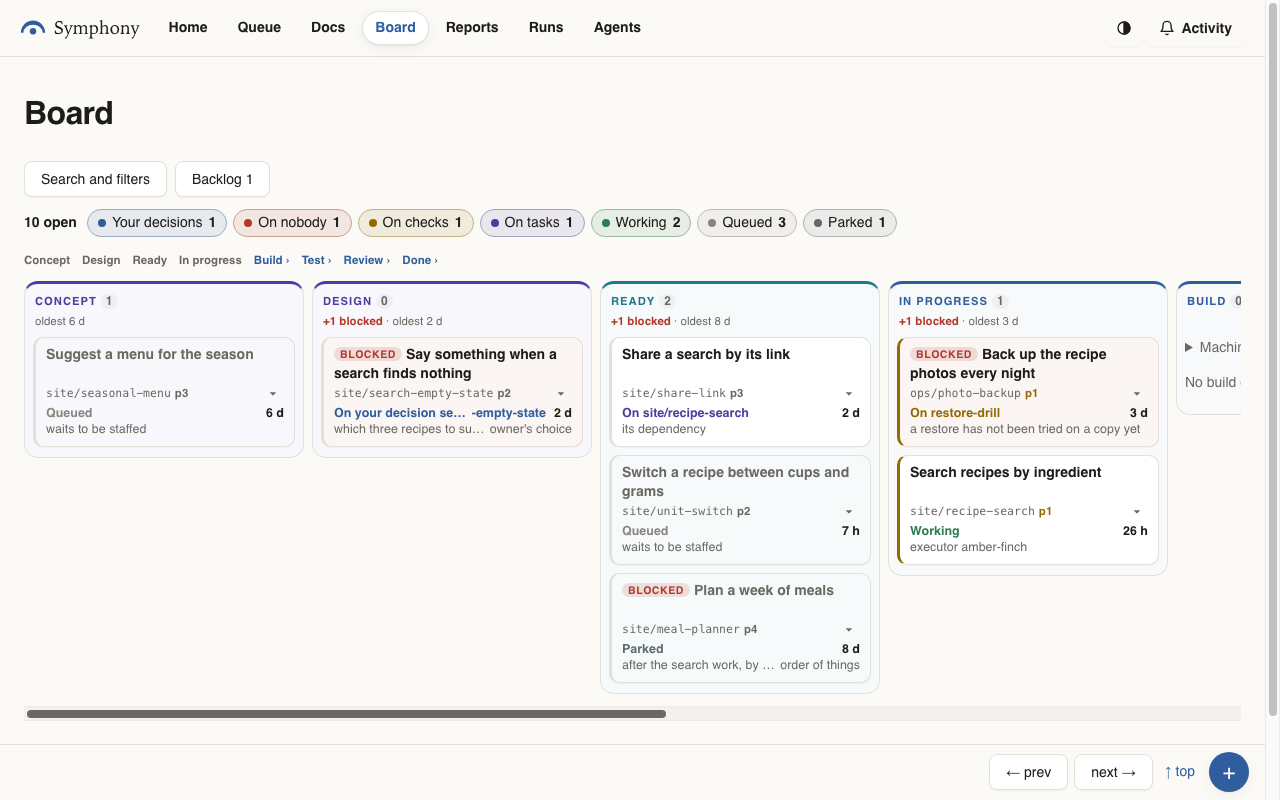 Symphony
Home
Queue
Docs
Board
Reports
Runs
Agents
Activity
Board
Search and filters
Backlog 1
10 open
Your decisions 1
On nobody 1
On checks 1
On tasks 1
Working 2
Queued 3
Parked 1
Concept
Design
Ready
In progress
Build ›
Test ›
Review ›
Done ›
CONCEPT 1
oldest 6 d
Suggest a menu for the season
site/seasonal-menu p3
Queued 6 d
waits to be staffed
DESIGN 0
+1 blocked · oldest 2 d
BLOCKED Say something when a
search finds nothing
site/search-empty-state p2
On your decision se… -empty-state 2 d
which three recipes to su… owner's choice
READY 2
+1 blocked · oldest 8 d
Share a search by its link
site/share-link p3
On site/recipe-search 2 d
its dependency
Switch a recipe between cups and
grams
site/unit-switch p2
Queued 7 h
waits to be staffed
BLOCKED Plan a week of meals
site/meal-planner p4
Parked 8 d
after the search work, by … order of things
IN PROGRESS 1
+1 blocked · oldest 3 d
BLOCKED Back up the recipe
photos every night
ops/photo-backup p1
On restore-drill 3 d
a restore has not been tried on a copy yet
Search recipes by ingredient
site/recipe-search p1
Working 26 h
executor amber-finch
BUILD 0
Machin
No build
← prev
next →
↑ top
+